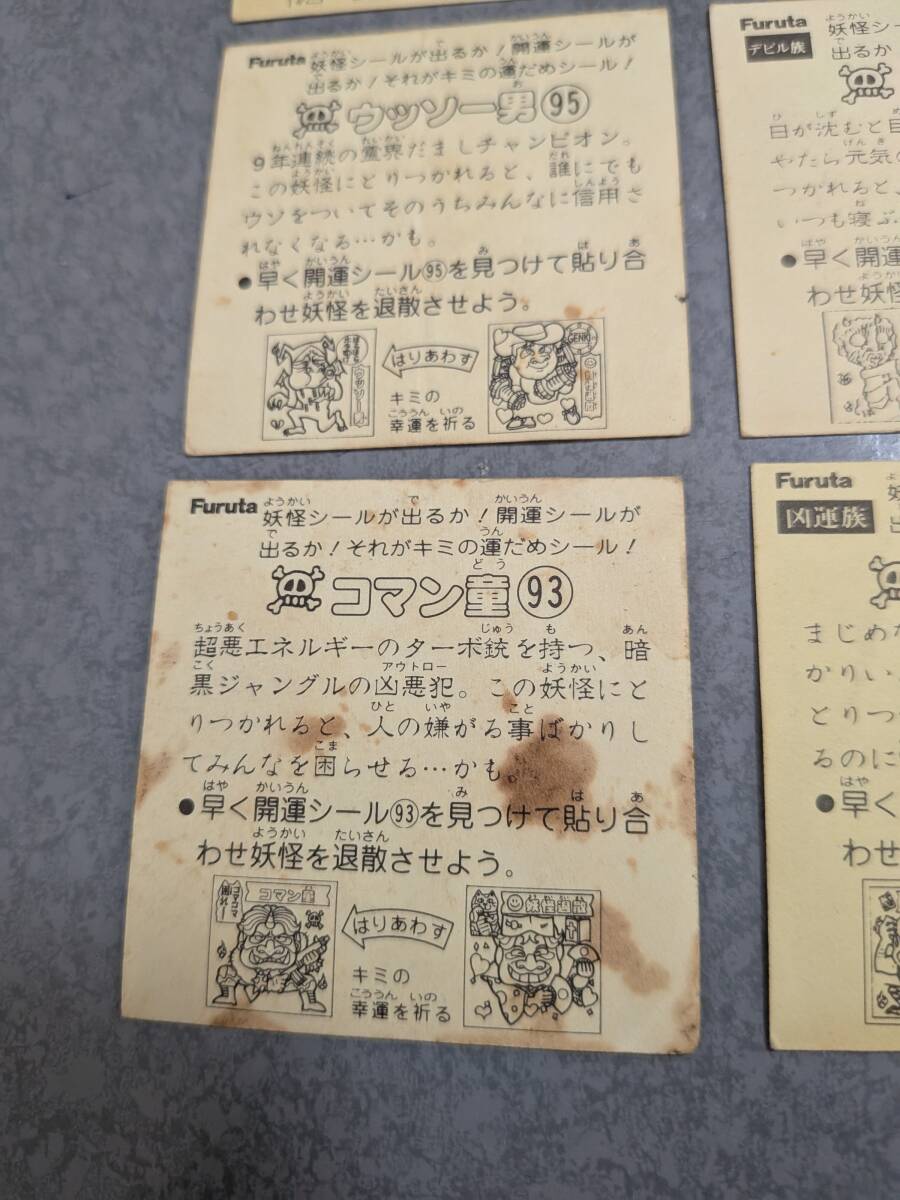 Furuta 妖怪シールが出るか!開運シールが
出るか!それがキミの運だめシール!
ウッソー男 95
9年連続の霊界だましチャンピオン。
この妖怪にとりつかれると、誰にでも
ウソをついてそのうちみんなに信用さ
れなくなる…かも。
●早く開運シール95を見つけて貼り合
わせ妖怪を退散させよう。
はりあわす
キミの
幸運を祈る
Furuta 妖怪シールが出るか!開運シールが
出るか!それがキミの運だめシール!
コマン童 93
超悪エネルギーのターボ銃を持つ、暗
黒ジャングルの凶悪犯。この妖怪にと
りつかれると、人の嫌がる事ばかりし
てみんなを困らせる…かも。
●早く開運シール93を見つけて貼り合
わせ妖怪を退散させよう。
コマン童
はりあわす
キミの
幸運を祈る
Furuta 妖怪シー
デビル族 出るか
日が沈むと
やたら元気の
つかれると、
いつも寝ぶ
●早く開運
わせ妖怪
Furuta
凶運族
まじめな
かりい
とりつ
るのに
●早く
わせ